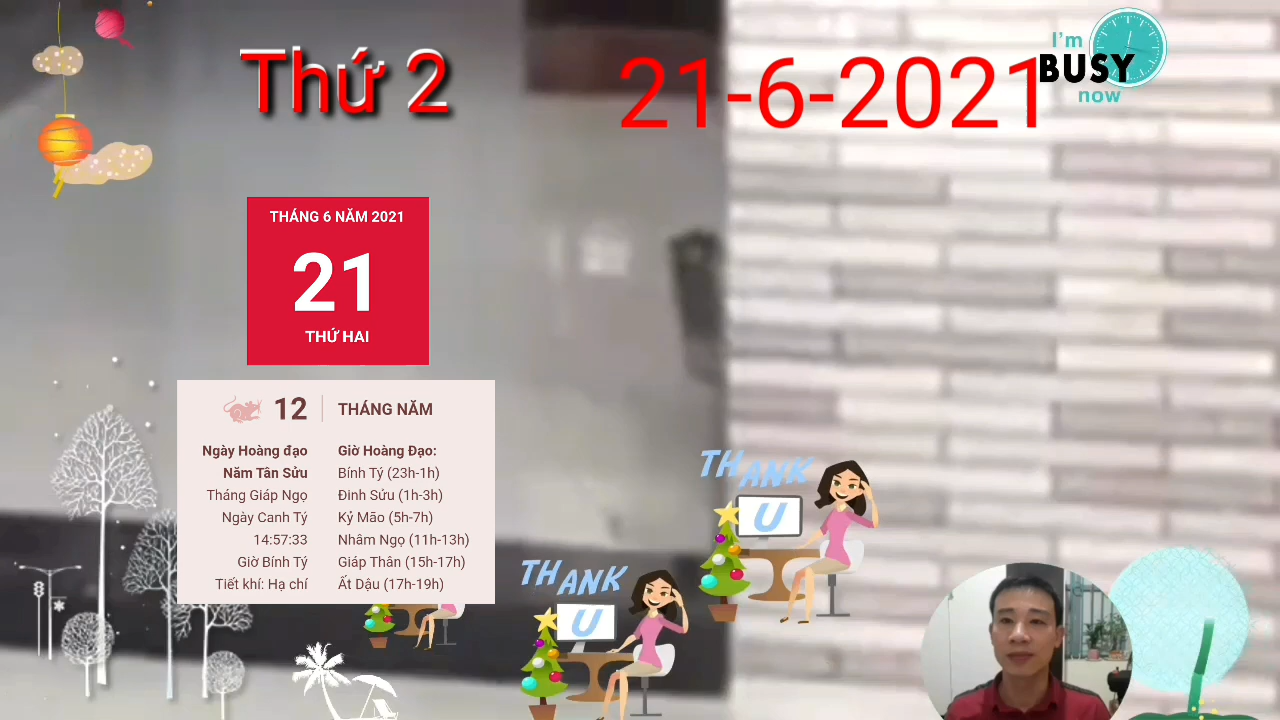 Thứ 2
21-6-2021
I'm
BUSY
now
THÁNG 6 NĂM 2021
21
THỨ HAI
12
THÁNG NĂM
Ngày Hoàng đạo
Năm Tân Sửu
Tháng Giáp Ngọ
Ngày Canh Tý
14:57:33
Giờ Bính Tý
Tiết khí: Hạ chí
Giờ Hoàng Đạo:
Bính Tý (23h-1h)
Đinh Sửu (1h-3h)
Kỷ Mão (5h-7h)
Nhâm Ngọ (11h-13h)
Giáp Thân (15h-17h)
Ất Dậu (17h-19h)
THANK
U
THANK
U